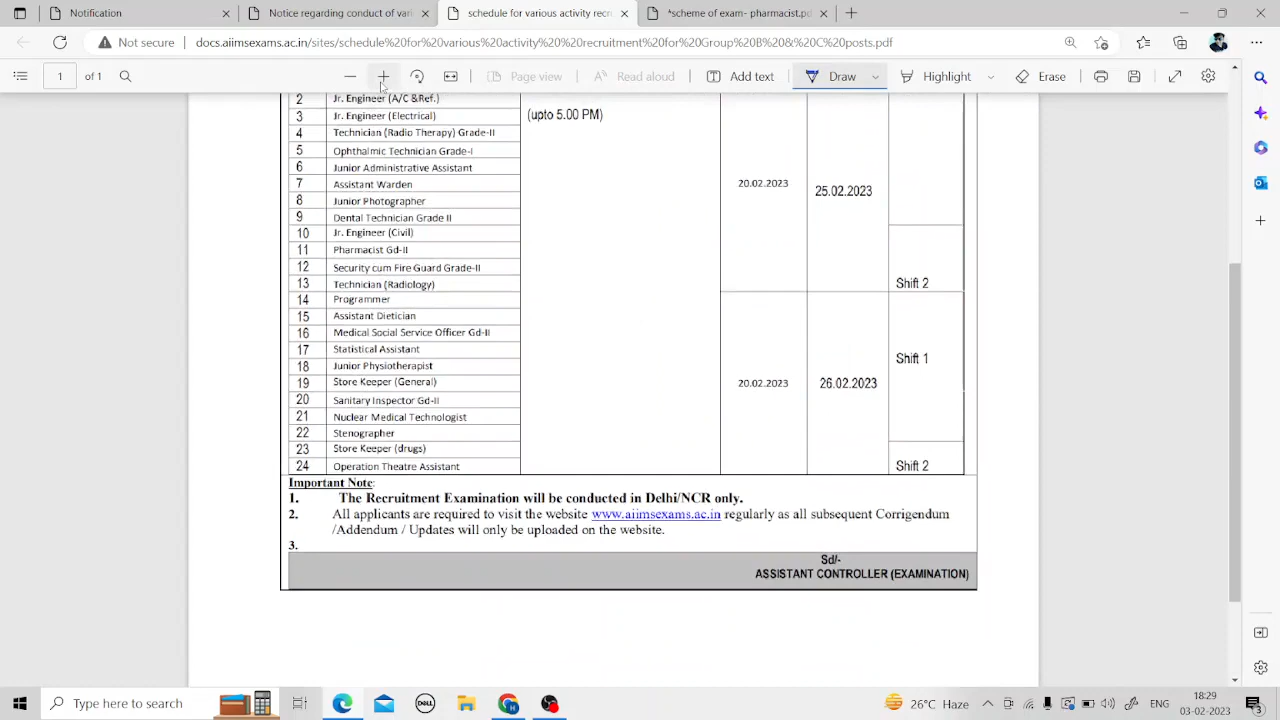 Notification
Notice regarding conduct of vari
schedule for various activity recr
*scheme of exam- pharmacist.pd
Not secure
docs.aiimsexams.ac.in/sites/schedule%20for%20various%20activity%20%20recruitment%20for%20Group%20B%20&%20C%20posts.pdf
1 of 1
Page view
Read aloud
Add text
Draw
Highlight
Erase
2 Jr. Engineer (A/C &Ref.)
3 Jr. Engineer (Electrical) (upto 5.00 PM)
4 Technician (Radio Therapy) Grade-II
5 Ophthalmic Technician Grade-I
6 Junior Administrative Assistant
7 Assistant Warden 20.02.2023 25.02.2023
8 Junior Photographer
9 Dental Technician Grade II
10 Jr. Engineer (Civil)
11 Pharmacist Gd-II
12 Security cum Fire Guard Grade-II
13 Technician (Radiology) Shift 2
14 Programmer
15 Assistant Dietician
16 Medical Social Service Officer Gd-II
17 Statistical Assistant Shift 1
18 Junior Physiotherapist
19 Store Keeper (General) 20.02.2023 26.02.2023
20 Sanitary Inspector Gd-II
21 Nuclear Medical Technologist
22 Stenographer
23 Store Keeper (drugs)
24 Operation Theatre Assistant Shift 2
Important Note:
1. The Recruitment Examination will be conducted in Delhi/NCR only.
2. All applicants are required to visit the website www.aiimsexams.ac.in regularly as all subsequent Corrigendum
/Addendum / Updates will only be uploaded on the website.
3.
Sd/-
ASSISTANT CONTROLLER (EXAMINATION)
Type here to search
DELL
26°C Haze
ENG
18:29
03-02-2023
3